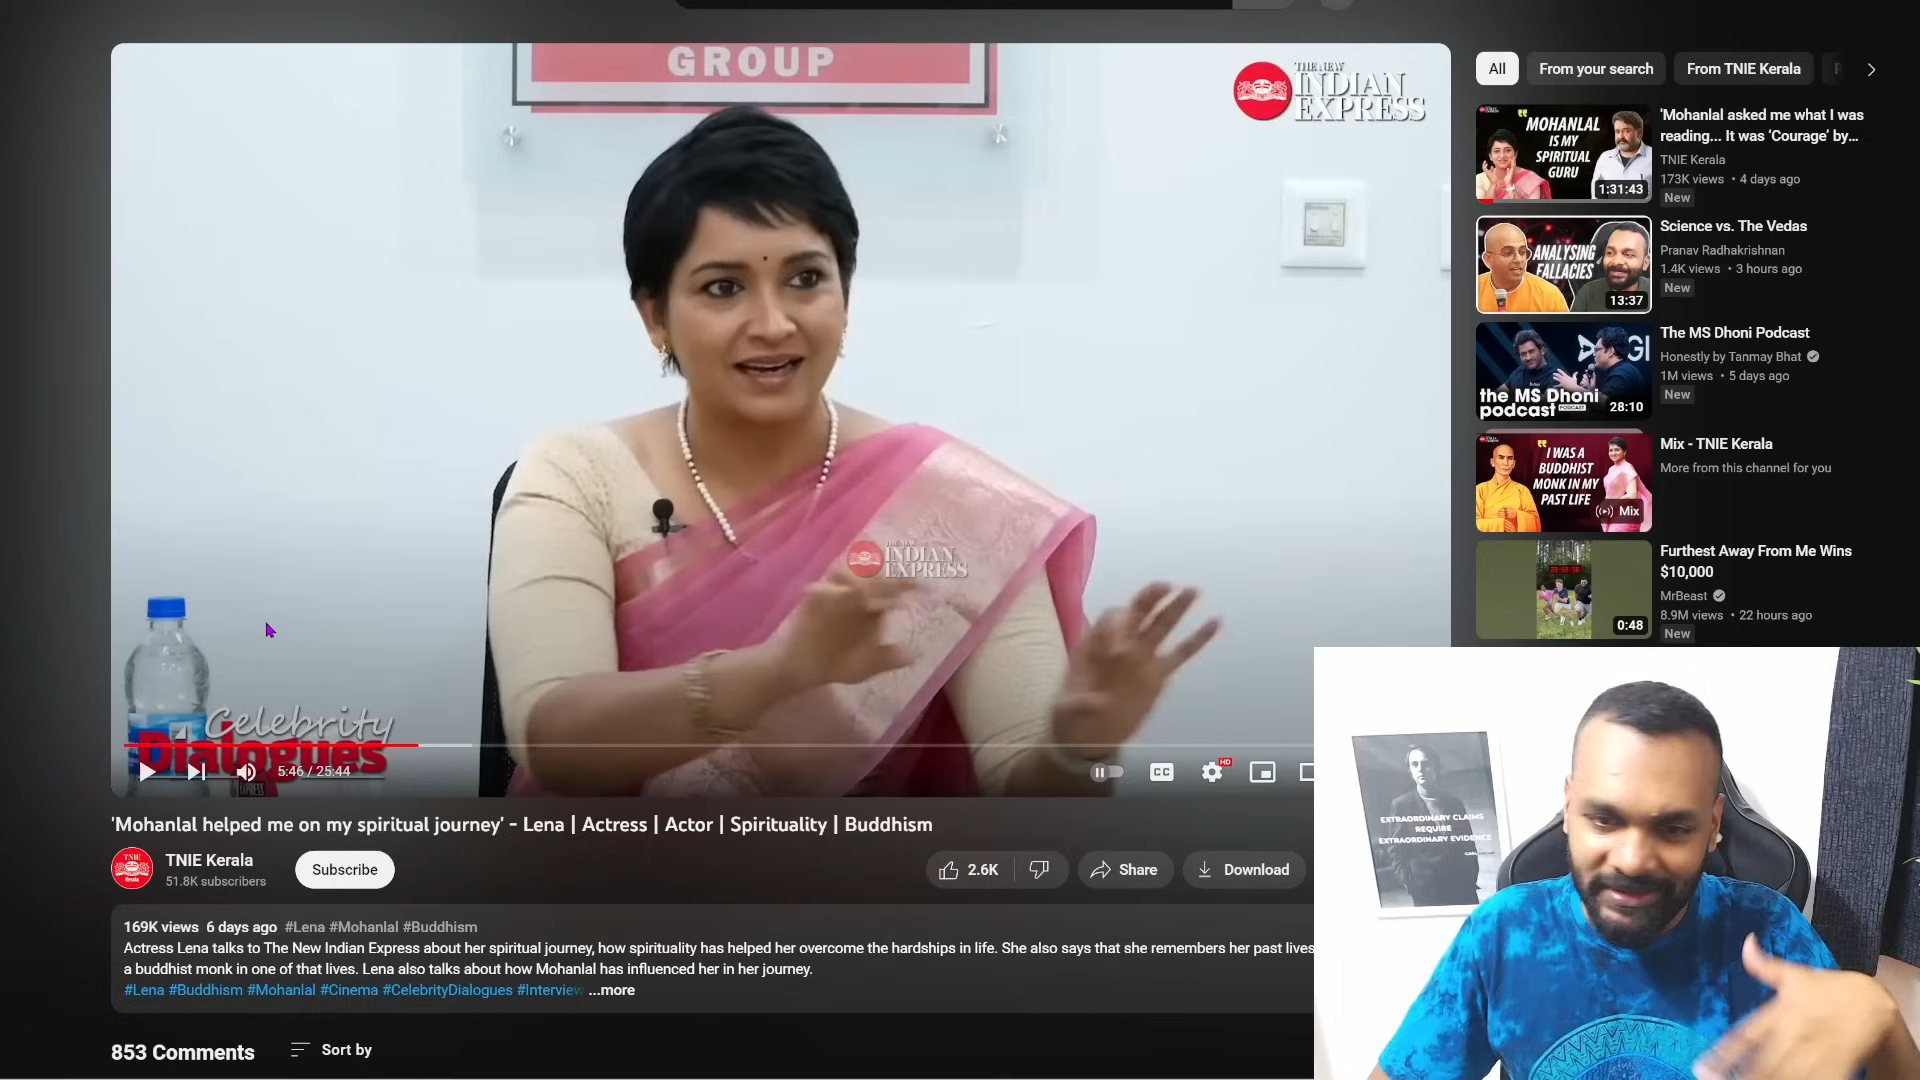 GROUP
THE NEW
INDIAN
EXPRESS
THE NEW
INDIAN
EXPRESS
Celebrity
Dialogues
EXPRESS
5:46 / 25:44
CC
HD
'Mohanlal helped me on my spiritual journey' - Lena | Actress | Actor | Spirituality | Buddhism
TNIE
Kerala
TNIE Kerala
51.8K subscribers
Subscribe
2.6K
Share
Download
169K views 6 days ago #Lena #Mohanlal #Buddhism
Actress Lena talks to The New Indian Express about her spiritual journey, how spirituality has helped her overcome the hardships in life. She also says that she remembers her past lives
a buddhist monk in one of that lives. Lena also talks about how Mohanlal has influenced her in her journey.
#Lena #Buddhism #Mohanlal #Cinema #CelebrityDialogues #Interview ...more
853 Comments
Sort by
All
From your search
From TNIE Kerala
MOHANLAL
IS MY
SPIRITUAL
GURU
1:31:43
'Mohanlal asked me what I was
reading... It was ‘Courage’ by...
TNIE Kerala
173K views • 4 days ago
New
ANALYSING
FALLACIES
13:37
Science vs. The Vedas
Pranav Radhakrishnan
1.4K views • 3 hours ago
New
the MS Dhoni
podcast
PODCAST
28:10
The MS Dhoni Podcast
Honestly by Tanmay Bhat
1M views • 5 days ago
New
I WAS A
BUDDHIST
MONK IN MY
PAST LIFE
Mix
Mix - TNIE Kerala
More from this channel for you
0:48
Furthest Away From Me Wins
$10,000
MrBeast
8.9M views • 22 hours ago
New
EXTRAORDINARY CLAIMS
REQUIRE
EXTRAORDINARY EVIDENCE